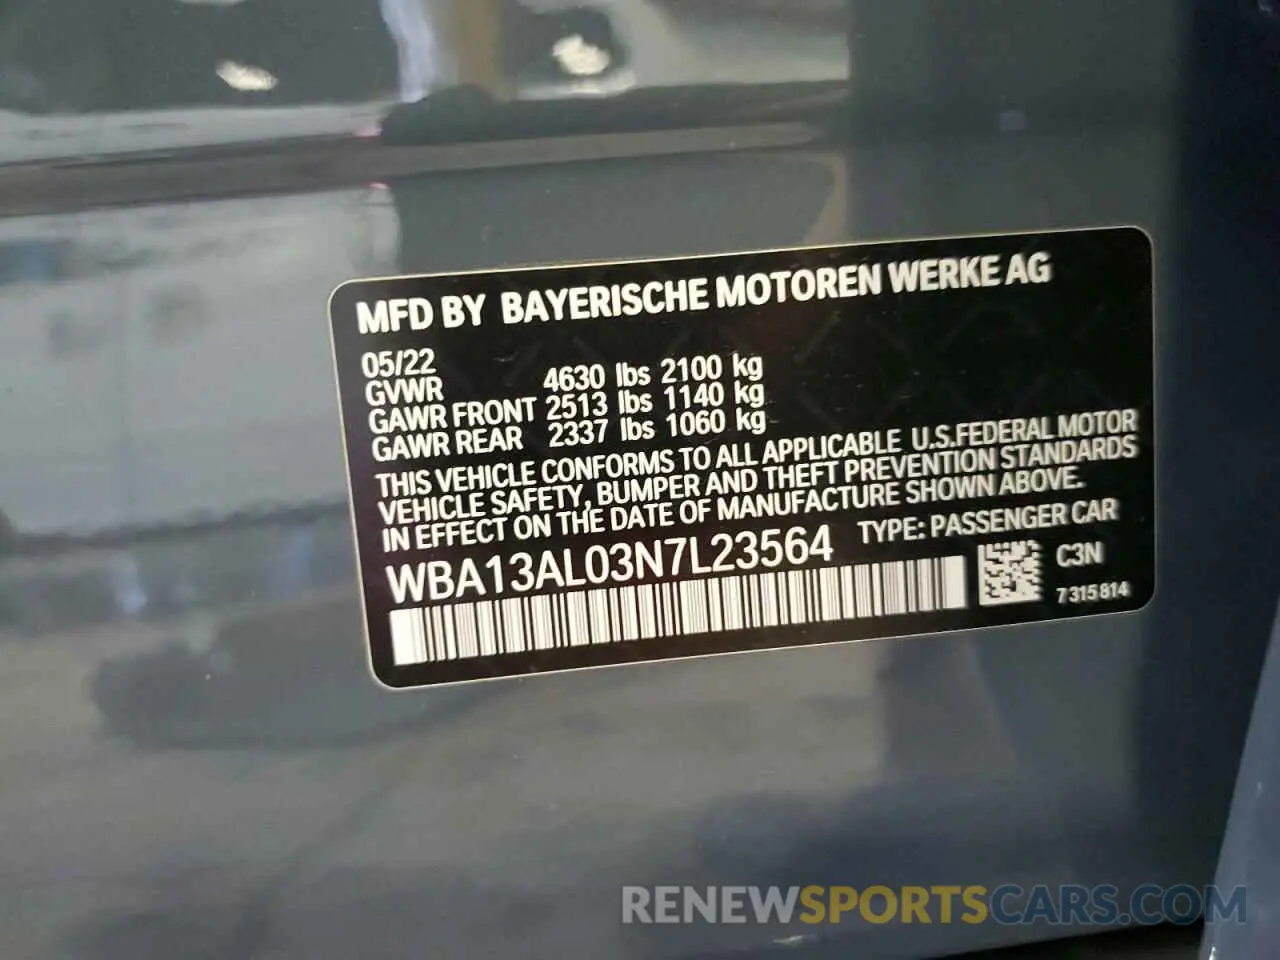 MFD BY BAYERISCHE MOTOREN WERKE AG
05/22
GVWR 4630 lbs 2100 kg
GAWR FRONT 2513 lbs 1140 kg
GAWR REAR 2337 lbs 1060 kg
THIS VEHICLE CONFORMS TO ALL APPLICABLE U.S.FEDERAL MOTOR
VEHICLE SAFETY, BUMPER AND THEFT PREVENTION STANDARDS
IN EFFECT ON THE DATE OF MANUFACTURE SHOWN ABOVE.
WBA13AL03N7L23564 TYPE: PASSENGER CAR
C3N
7 315 814
RENEWSPORTSCARS.COM